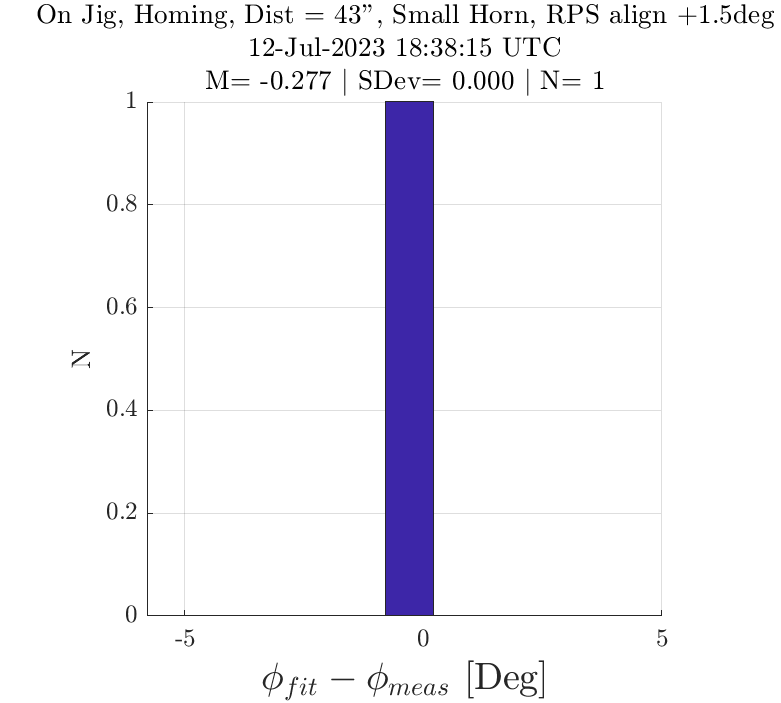 On Jig, Homing, Dist = 43”, Small Horn, RPS align +1.5deg
12-Jul-2023 18:38:15 UTC
M= -0.277 | SDev= 0.000 | N= 1
1
0.8
0.6
0.4
0.2
0
N
-5 0 5
ϕ_fit − ϕ_meas [Deg]